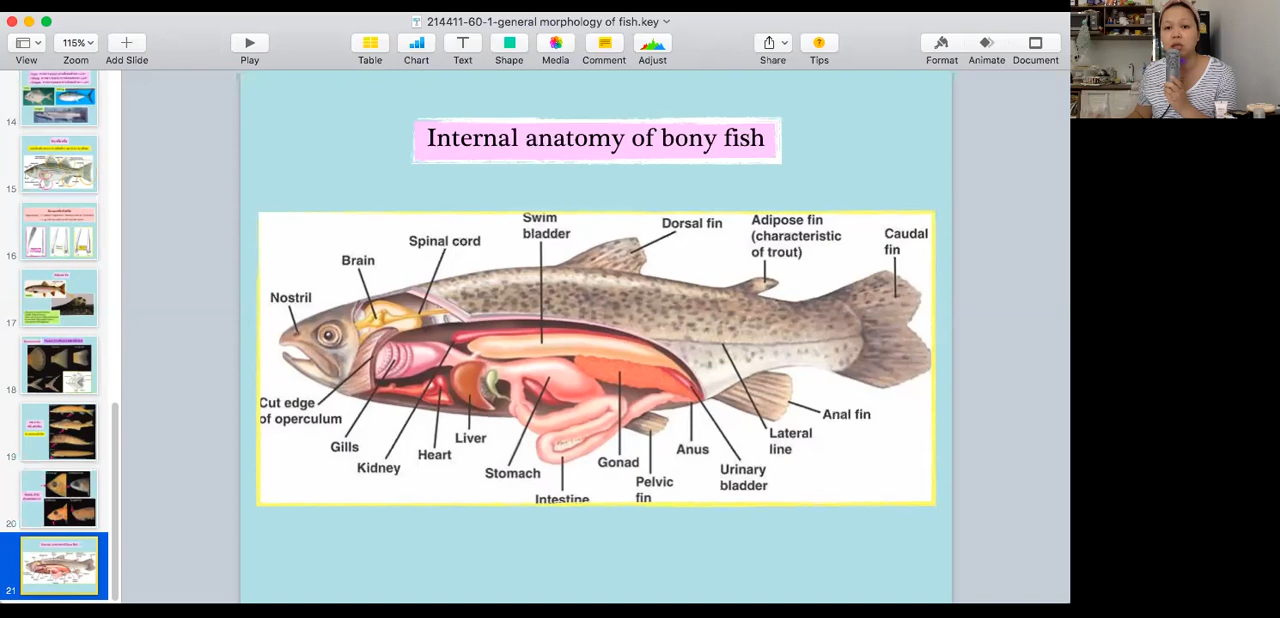 214411-60-1-general morphology of fish.key
115%
View
Zoom
Add Slide
Play
Table
Chart
Text
Shape
Media
Comment
Adjust
Share
Tips
Format
Animate
Document
14
15
16
17
18
19
20
21
Internal anatomy of bony fish
Swim
bladder
Dorsal fin
Adipose fin
(characteristic
of trout)
Caudal
fin
Spinal cord
Brain
Nostril
Cut edge
of operculum
Gills
Kidney
Heart
Liver
Stomach
Intestine
Gonad
Pelvic
fin
Anus
Urinary
bladder
Lateral
line
Anal fin